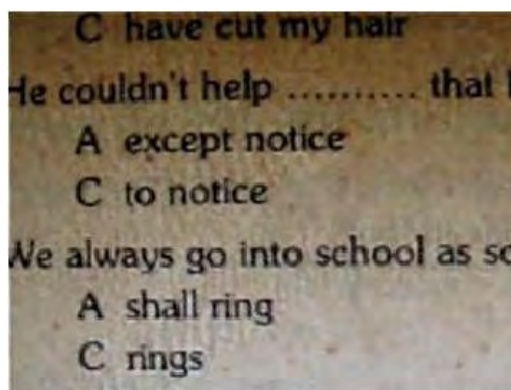 C have cut my hair
He couldn't help .......... that
A except notice
C to notice
We always go into school as
A shall ring
C rings